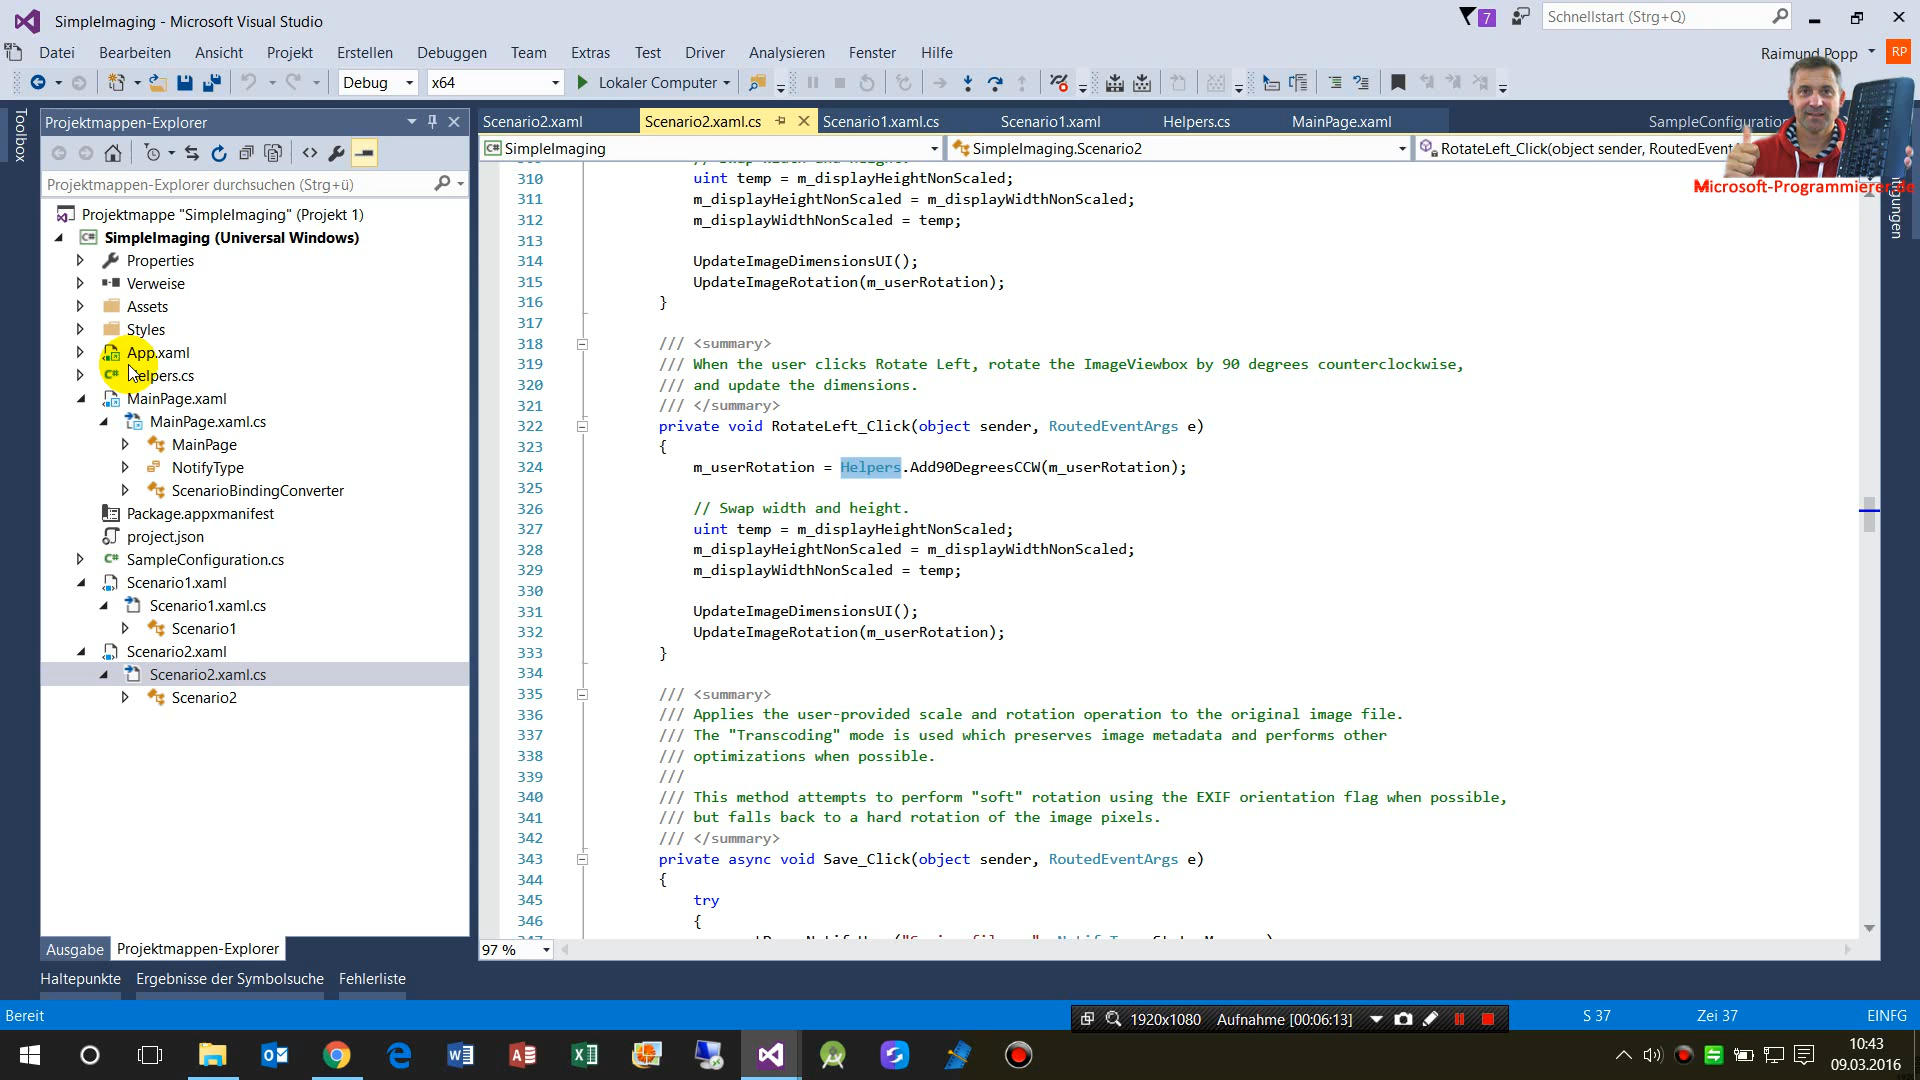 SimpleImaging - Microsoft Visual Studio
7
Schnellstart (Strg+Q)
Datei Bearbeiten Ansicht Projekt Erstellen Debuggen Team Extras Test Driver Analysieren Fenster Hilfe
Raimund Popp RP
Debug x64 Lokaler Computer
Microsoft-Programmierer.de
Toolbox
Projektmappen-Explorer
Projektmappen-Explorer durchsuchen (Strg+ü)
Projektmappe "SimpleImaging" (Projekt 1)
SimpleImaging (Universal Windows)
Properties
Verweise
Assets
Styles
App.xaml
Helpers.cs
MainPage.xaml
MainPage.xaml.cs
MainPage
NotifyType
ScenarioBindingConverter
Package.appxmanifest
project.json
SampleConfiguration.cs
Scenario1.xaml
Scenario1.xaml.cs
Scenario1
Scenario2.xaml
Scenario2.xaml.cs
Scenario2
Ausgabe Projektmappen-Explorer
Scenario2.xaml Scenario2.xaml.cs Scenario1.xaml.cs Scenario1.xaml Helpers.cs MainPage.xaml SampleConfiguration
SimpleImaging SimpleImaging.Scenario2 RotateLeft_Click(object sender, RoutedEventA
310 uint temp = m_displayHeightNonScaled;
311 m_displayHeightNonScaled = m_displayWidthNonScaled;
312 m_displayWidthNonScaled = temp;
313
314 UpdateImageDimensionsUI();
315 UpdateImageRotation(m_userRotation);
316 }
317
318 /// <summary>
319 /// When the user clicks Rotate Left, rotate the ImageViewbox by 90 degrees counterclockwise,
320 /// and update the dimensions.
321 /// </summary>
322 private void RotateLeft_Click(object sender, RoutedEventArgs e)
323 {
324 m_userRotation = Helpers.Add90DegreesCCW(m_userRotation);
325
326 // Swap width and height.
327 uint temp = m_displayHeightNonScaled;
328 m_displayHeightNonScaled = m_displayWidthNonScaled;
329 m_displayWidthNonScaled = temp;
330
331 UpdateImageDimensionsUI();
332 UpdateImageRotation(m_userRotation);
333 }
334
335 /// <summary>
336 /// Applies the user-provided scale and rotation operation to the original image file.
337 /// The "Transcoding" mode is used which preserves image metadata and performs other
338 /// optimizations when possible.
339 ///
340 /// This method attempts to perform "soft" rotation using the EXIF orientation flag when possible,
341 /// but falls back to a hard rotation of the image pixels.
342 /// </summary>
343 private async void Save_Click(object sender, RoutedEventArgs e)
344 {
345 try
346 {
97 %
Haltepunkte Ergebnisse der Symbolsuche Fehlerliste
Bereit
1920x1080 Aufnahme [00:06:13]
S 37 Zei 37 EINFG
10:43
09.03.2016